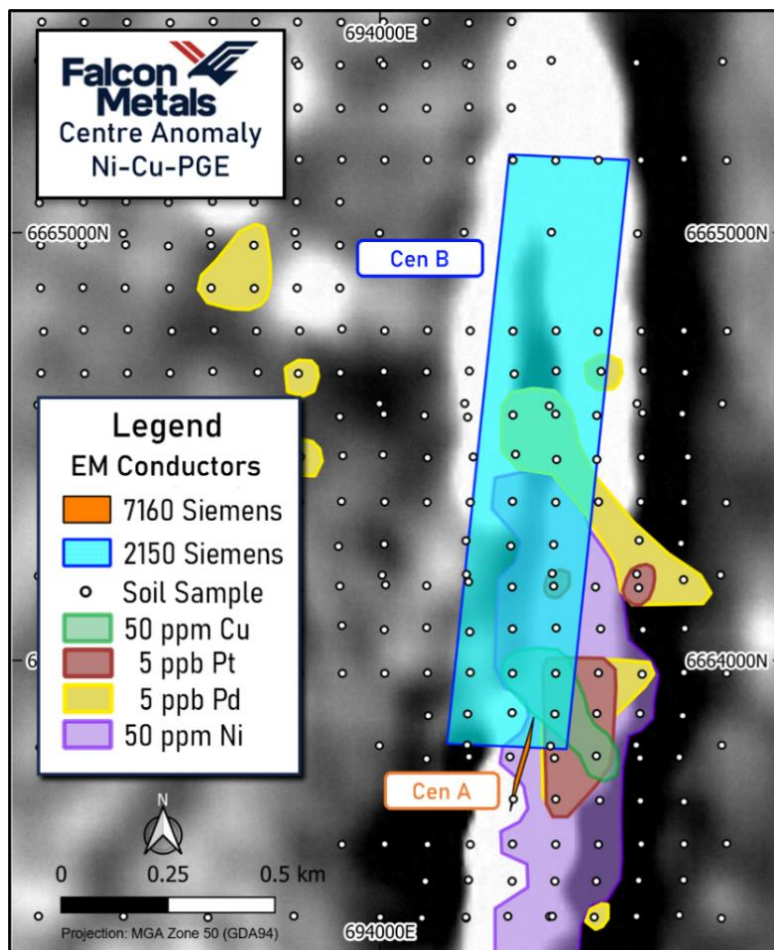 694000E
Falcon
Metals
Centre Anomaly
Ni-Cu-PGE
6665000N
6665000N
Cen B
Legend
EM Conductors
7160 Siemens
2150 Siemens
Soil Sample
50 ppm Cu
5 ppb Pt
5 ppb Pd
50 ppm Ni
6664000N
Cen A
N
0 0.25 0.5 km
Projection: MGA Zone 50 (GDA94)
694000E